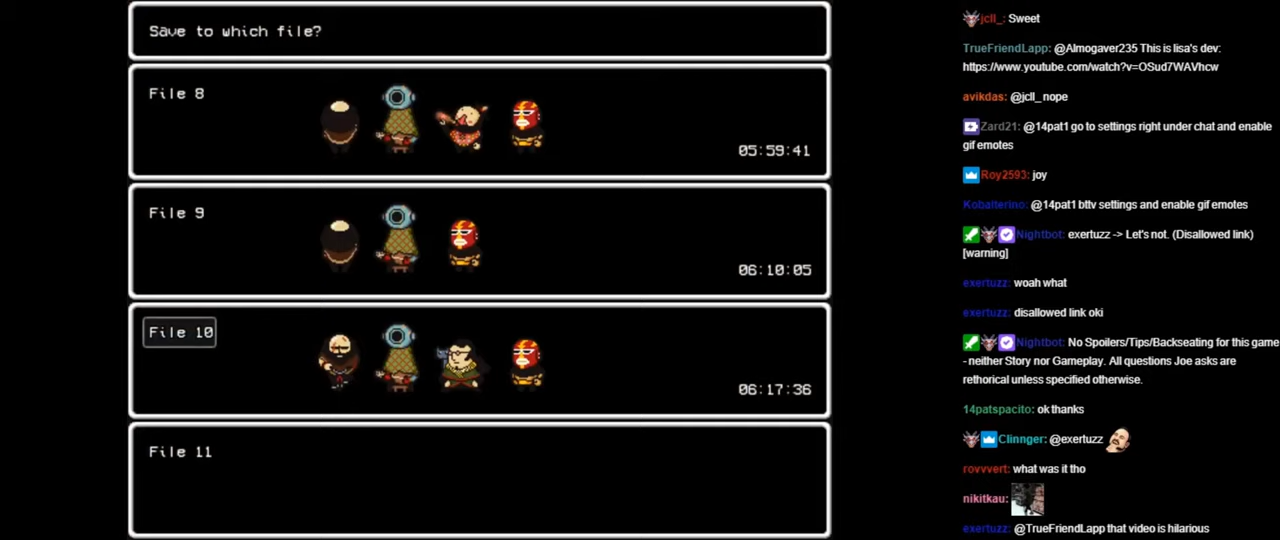 Save to which file?
File 8
05:59:41
File 9
06:10:05
File 10
06:17:36
File 11
jcll_: Sweet
TrueFriendLapp: @Almogaver235 This is lisa's dev:
https://www.youtube.com/watch?v=OSud7WAVhcw
avikdas: @jcll_ nope
Zard21: @14pat1 go to settings right under chat and enable
gif emotes
Roy2593: joy
Kobalterino: @14pat1 bttv settings and enable gif emotes
Nightbot: exertuzz -> Let's not. (Disallowed link)
[warning]
exertuzz: woah what
exertuzz: disallowed link oki
Nightbot: No Spoilers/Tips/Backseating for this game
- neither Story nor Gameplay. All questions Joe asks are
rethorical unless specified otherwise.
14patspacito: ok thanks
Clinnger: @exertuzz
rovvvert: what was it tho
nikitkau:
exertuzz: @TrueFriendLapp that video is hilarious